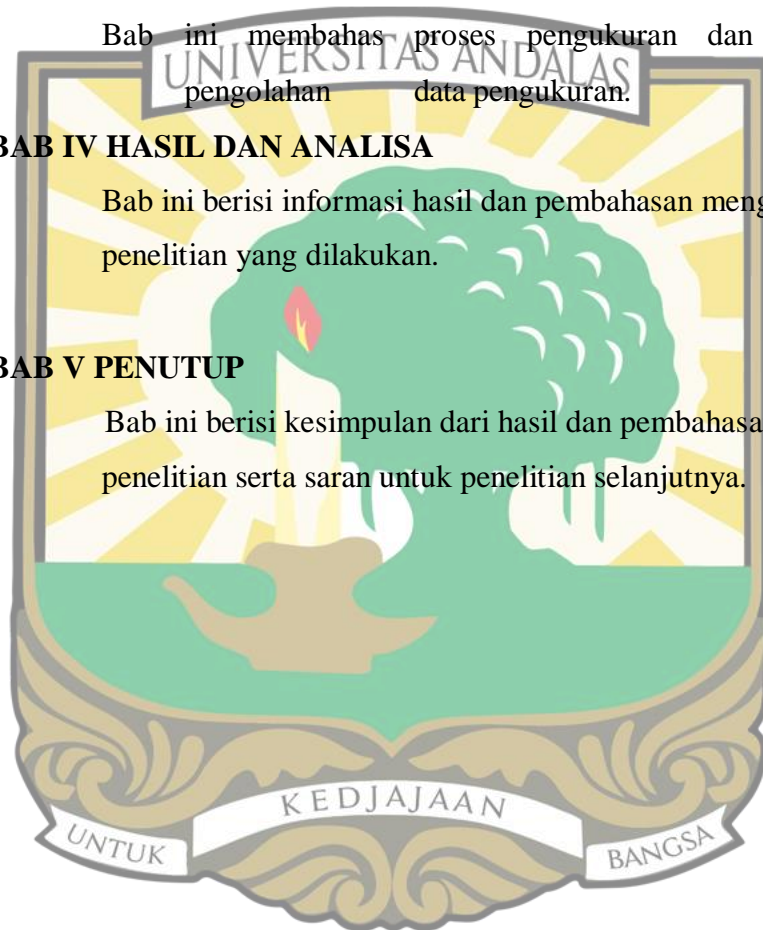 Bab ini membahas proses pengukuran dan
UNIVERSITAS ANDALAS
pengolahan data pengukuran.
BAB IV HASIL DAN ANALISA
Bab ini berisi informasi hasil dan pembahasan
penelitian yang dilakukan.
BAB V PENUTUP
Bab ini berisi kesimpulan dari hasil dan
penelitian serta saran untuk penelitian selanjutnya.
KEDJAJAAN
UNTUK
BANGSA